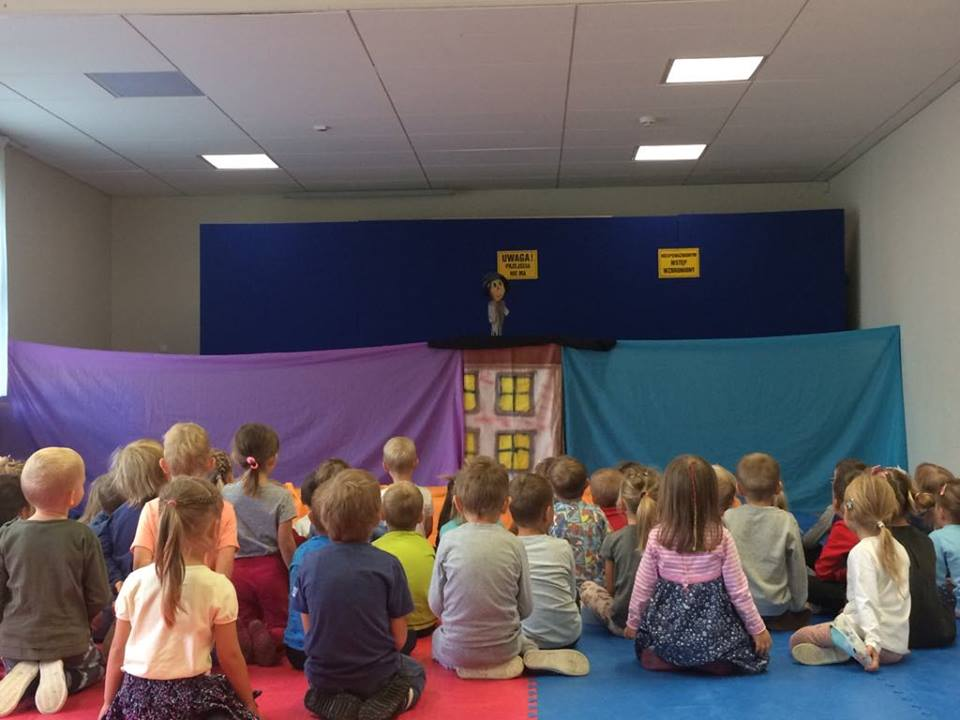 UWAGA!
PRZEJŚCIA
NIE MA
NIEUPOWAŻNIONYM
WSTĘP
WZBRONIONY